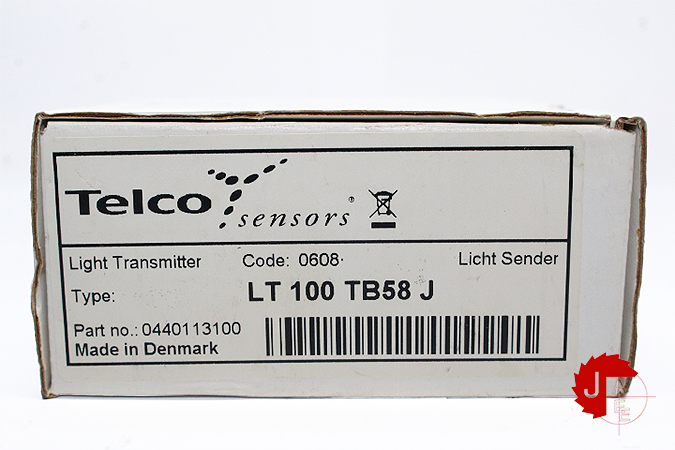 Telco sensors®
Light Transmitter Code: 0608· Licht Sender
Type: LT 100 TB58 J
Part no.: 0440113100
Made in Denmark
J